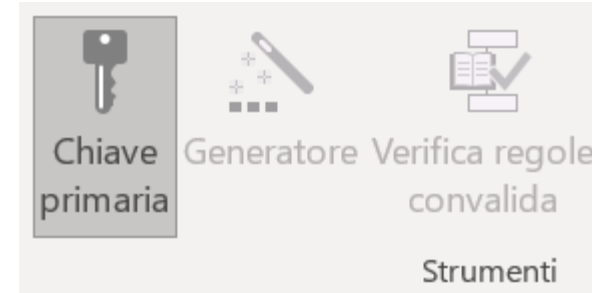 Chiave
primaria
Generatore
Verifica regole
convalida
Strumenti